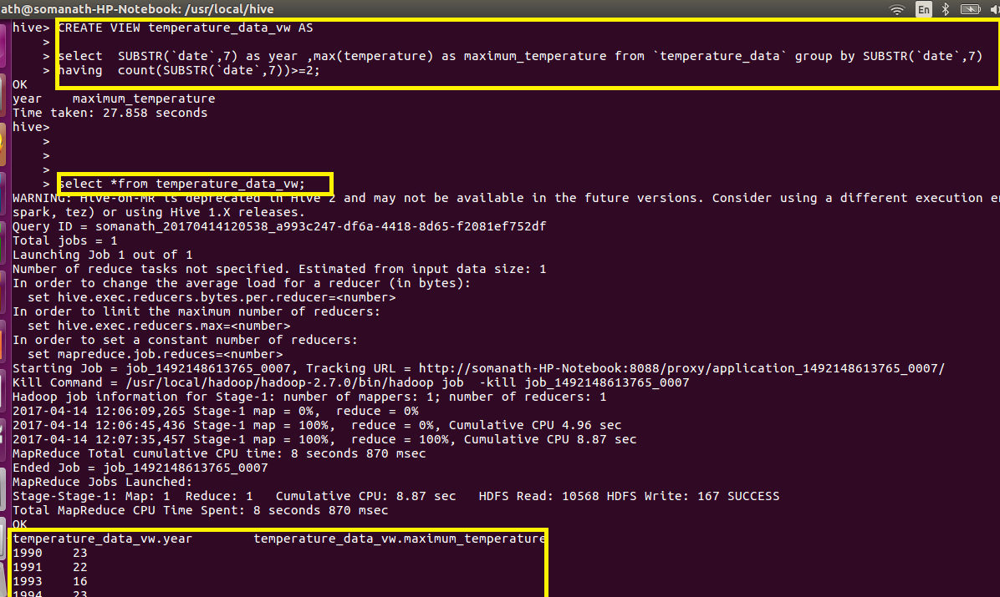 ath@somanath-HP-Notebook: /usr/local/hive En
hive> CREATE VIEW temperature_data_vw AS
>
> select  SUBSTR(`date`,7) as year ,max(temperature) as maximum_temperature from `temperature_data` group by SUBSTR(`date`,7)
> having  count(SUBSTR(`date`,7))>=2;
OK
year    maximum_temperature
Time taken: 27.858 seconds
hive>
>
>
>
> select *from temperature_data_vw;
WARNING: Hive-on-MR is deprecated in Hive 2 and may not be available in the future versions. Consider using a different execution en
spark, tez) or using Hive 1.X releases.
Query ID = somanath_20170414120538_a993c247-df6a-4418-8d65-f2081ef752df
Total jobs = 1
Launching Job 1 out of 1
Number of reduce tasks not specified. Estimated from input data size: 1
In order to change the average load for a reducer (in bytes):
  set hive.exec.reducers.bytes.per.reducer=<number>
In order to limit the maximum number of reducers:
  set hive.exec.reducers.max=<number>
In order to set a constant number of reducers:
  set mapreduce.job.reduces=<number>
Starting Job = job_1492148613765_0007, Tracking URL = http://somanath-HP-Notebook:8088/proxy/application_1492148613765_0007/
Kill Command = /usr/local/hadoop/hadoop-2.7.0/bin/hadoop job  -kill job_1492148613765_0007
Hadoop job information for Stage-1: number of mappers: 1; number of reducers: 1
2017-04-14 12:06:09,265 Stage-1 map = 0%,  reduce = 0%
2017-04-14 12:06:45,436 Stage-1 map = 100%,  reduce = 0%, Cumulative CPU 4.96 sec
2017-04-14 12:07:35,457 Stage-1 map = 100%,  reduce = 100%, Cumulative CPU 8.87 sec
MapReduce Total cumulative CPU time: 8 seconds 870 msec
Ended Job = job_1492148613765_0007
MapReduce Jobs Launched:
Stage-Stage-1: Map: 1  Reduce: 1   Cumulative CPU: 8.87 sec   HDFS Read: 10568 HDFS Write: 167 SUCCESS
Total MapReduce CPU Time Spent: 8 seconds 870 msec
OK
temperature_data_vw.year        temperature_data_vw.maximum_temperature
1990    23
1991    22
1993    16
1994    23